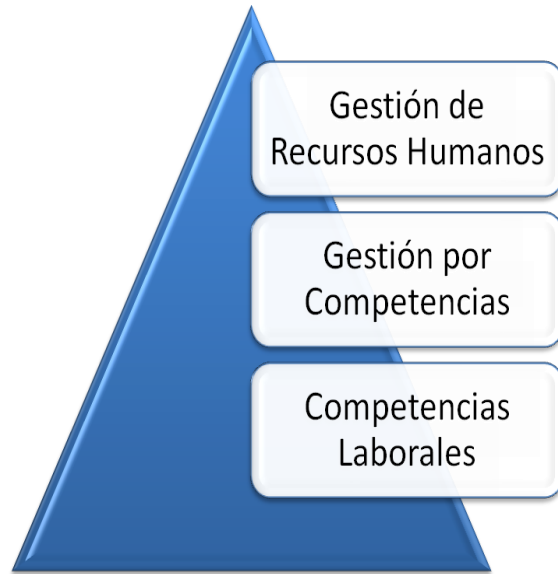 Gestión de
Recursos Humanos
Gestión por
Competencias
Competencias
Laborales